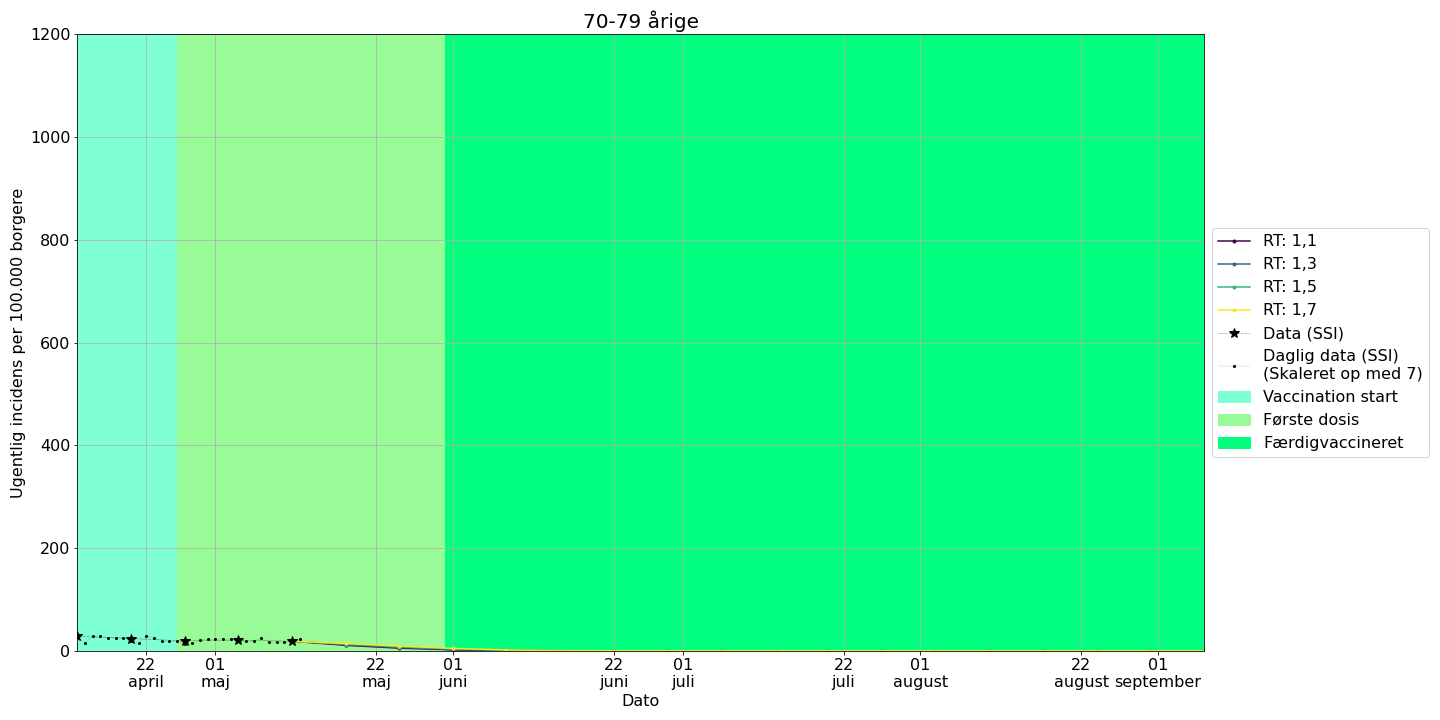 70-79 årige
Ugentlig incidens per 100.000 borgere
1200
1000
800
600
400
200
0
22 april
01 maj
22 maj
01 juni
22 juni
01 juli
22 juli
01 august
22 august
01 september
Dato
RT: 1,1
RT: 1,3
RT: 1,5
RT: 1,7
Data (SSI)
Daglig data (SSI)
(Skaleret op med 7)
Vaccination start
Første dosis
Færdigvaccineret